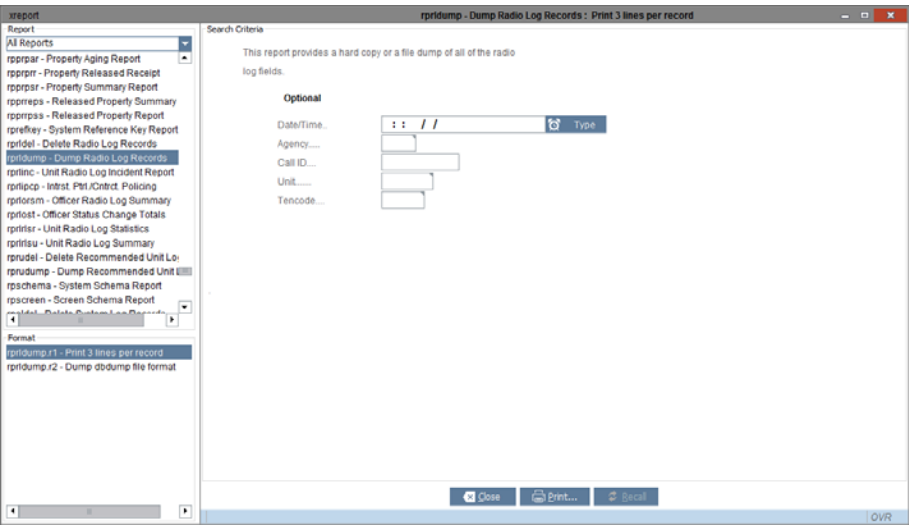 xreport
rprldump - Dump Radio Log Records : Print 3 lines per record
Report
All Reports
rpprpar - Property Aging Report
rpprprr - Property Released Receipt
rpprpsr - Property Summary Report
rpprreps - Released Property Summary
rpprrpss - Released Property Report
rprefkey - System Reference Key Report
rprldel - Delete Radio Log Records
rprldump - Dump Radio Log Records
rprlinc - Unit Radio Log Incident Report
rprlipcp - Intrst. Ptrl./Cntrct. Policing
rprlorsm - Officer Radio Log Summary
rprlost - Officer Status Change Totals
rprlrlsr - Unit Radio Log Statistics
rprlrlsu - Unit Radio Log Summary
rprudel - Delete Recommended Unit Lo
rprudump - Dump Recommended Unit
rpschema - System Schema Report
rpscreen - Screen Schema Report
Delete System Log Records
Format
rprldump.r1 - Print 3 lines per record
rprldump.r2 - Dump dbdump file format
Search Criteria
This report provides a hard copy or a file dump of all of the radio
log fields.
Optional
Date/Time.. : : / / Type
Agency.....
Call ID....
Unit.......
Tencode....
Close Print... Recall
OVR